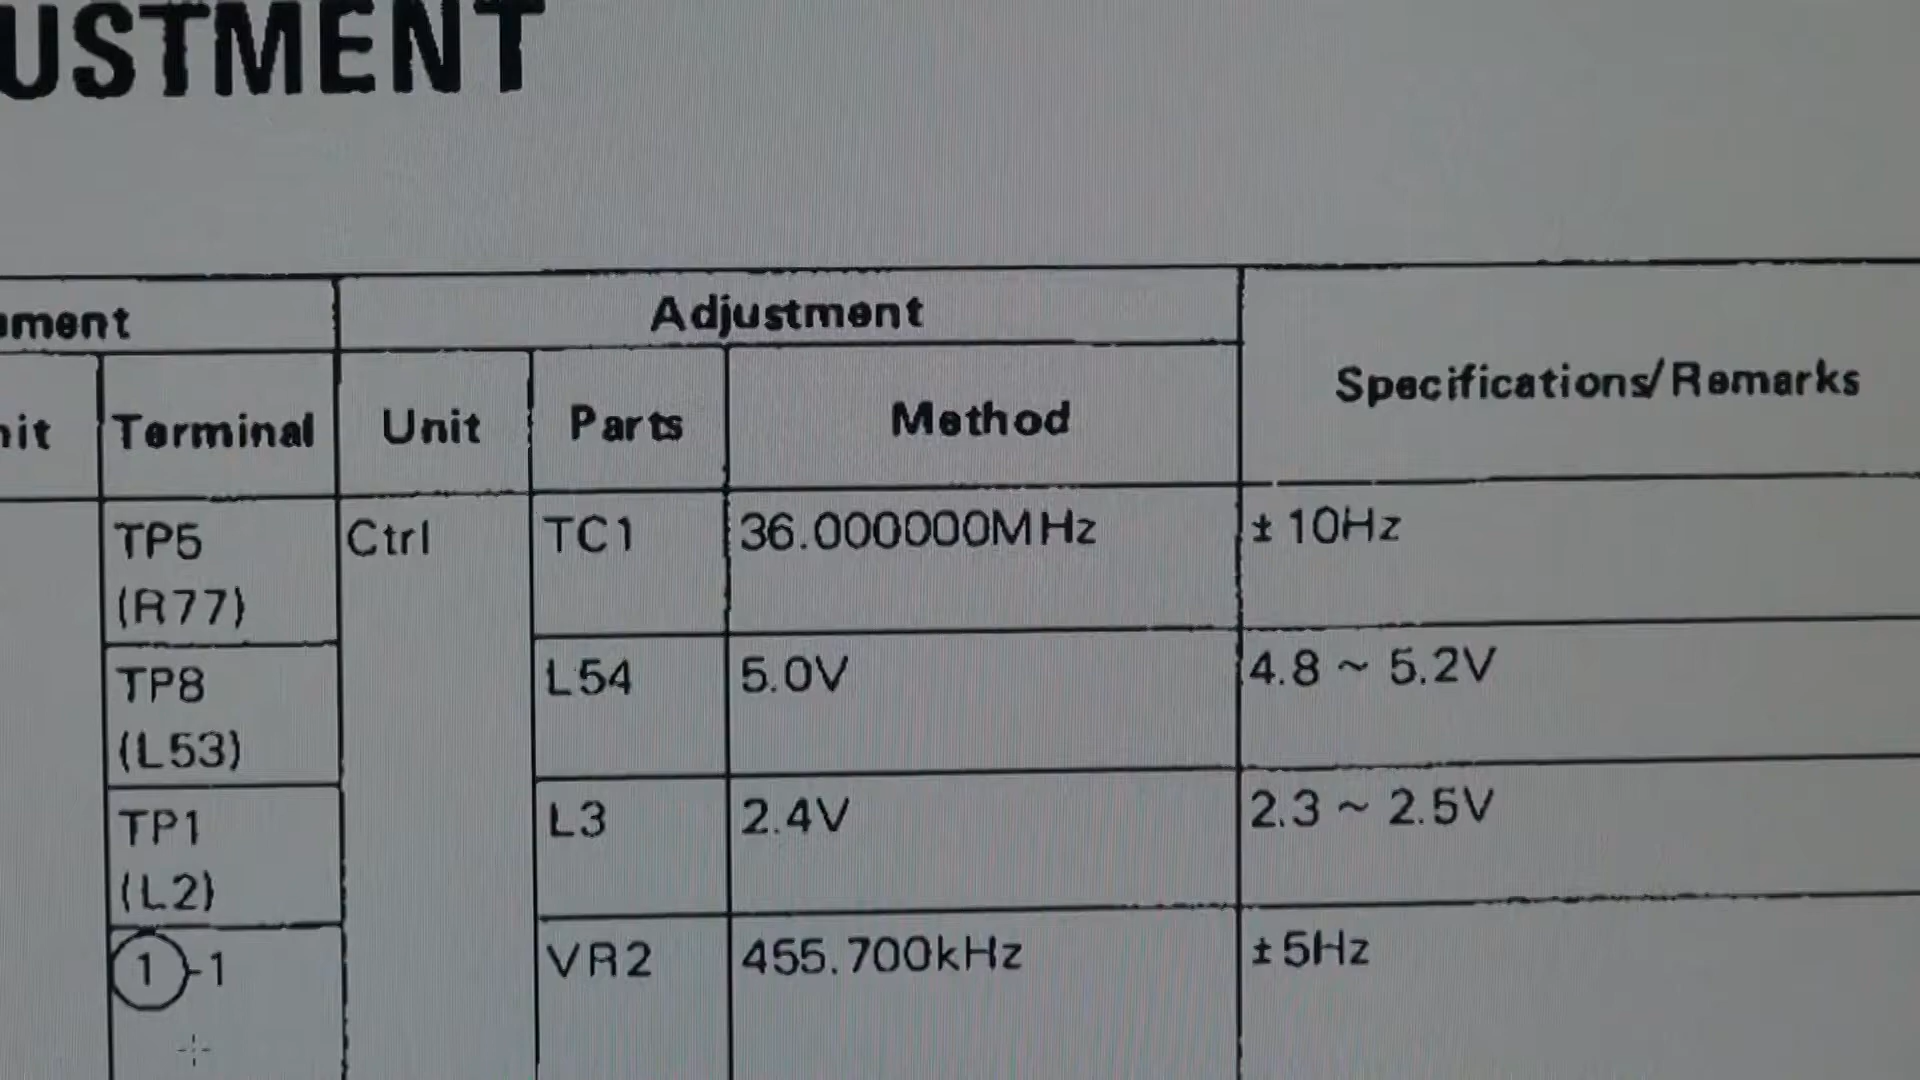 USTMENT
ment
Adjustment
Specifications/Remarks
nit
Terminal
Unit
Parts
Method
TP5
(R77)
Ctrl
TC1
36.000000MHz
± 10Hz
TP8
(L53)
L54
5.0V
4.8 ~ 5.2V
TP1
(L2)
L3
2.4V
2.3 ~ 2.5V
1-1
VR2
455.700kHz
±5Hz